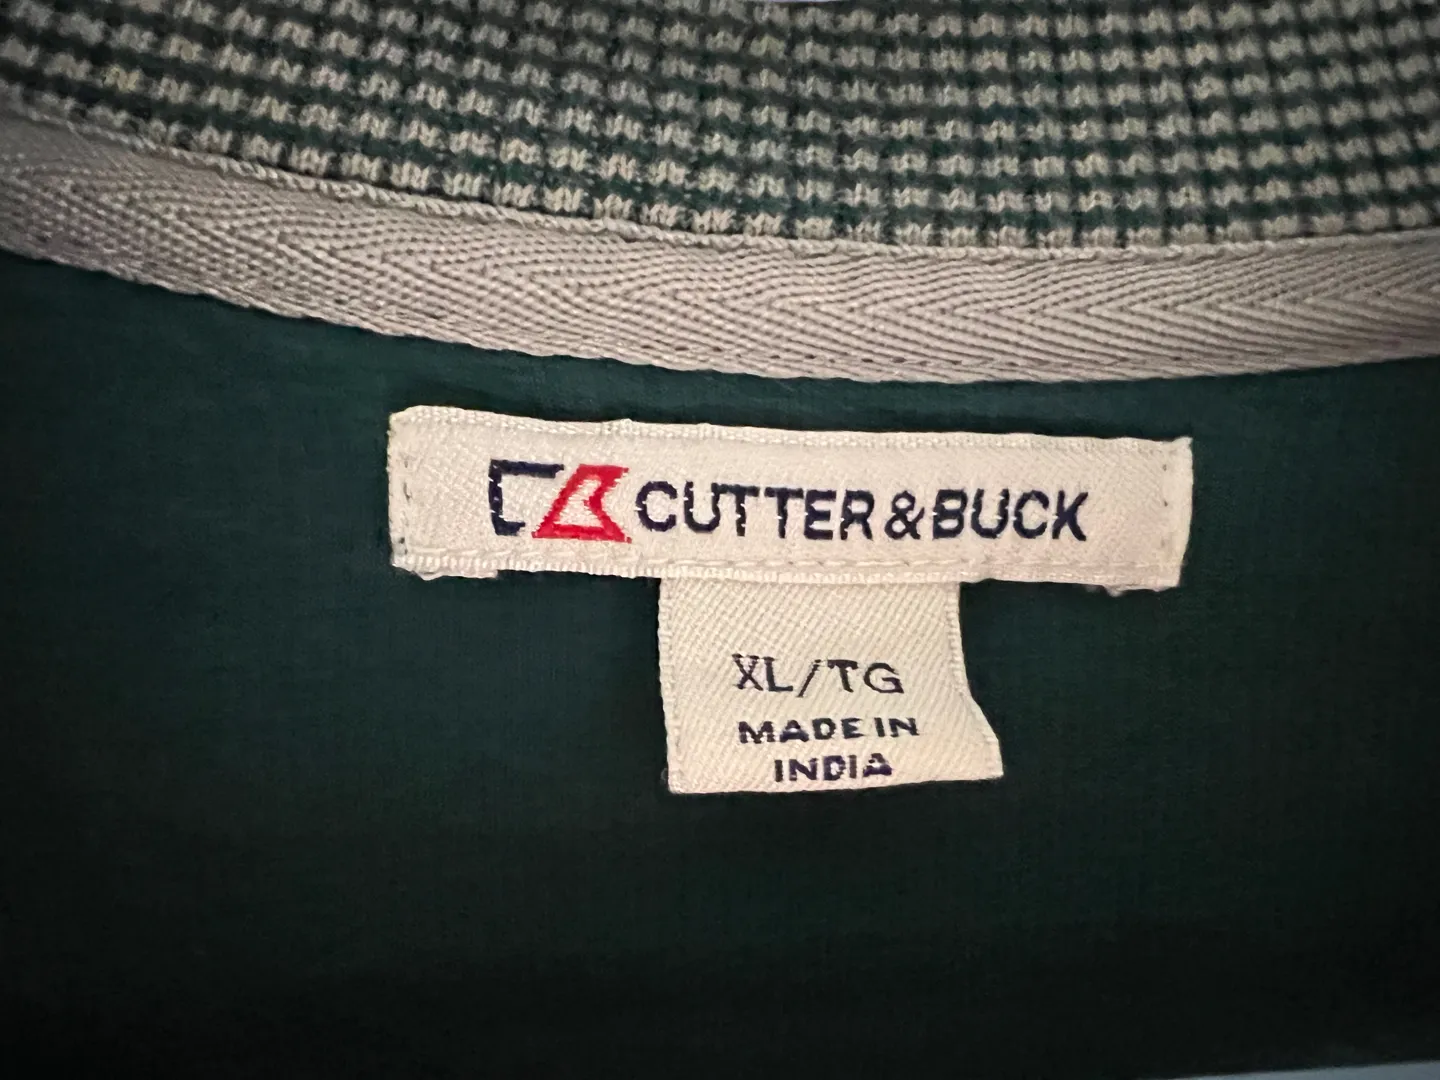 CUTTER & BUCK
XL/TG
MADE IN
INDIA